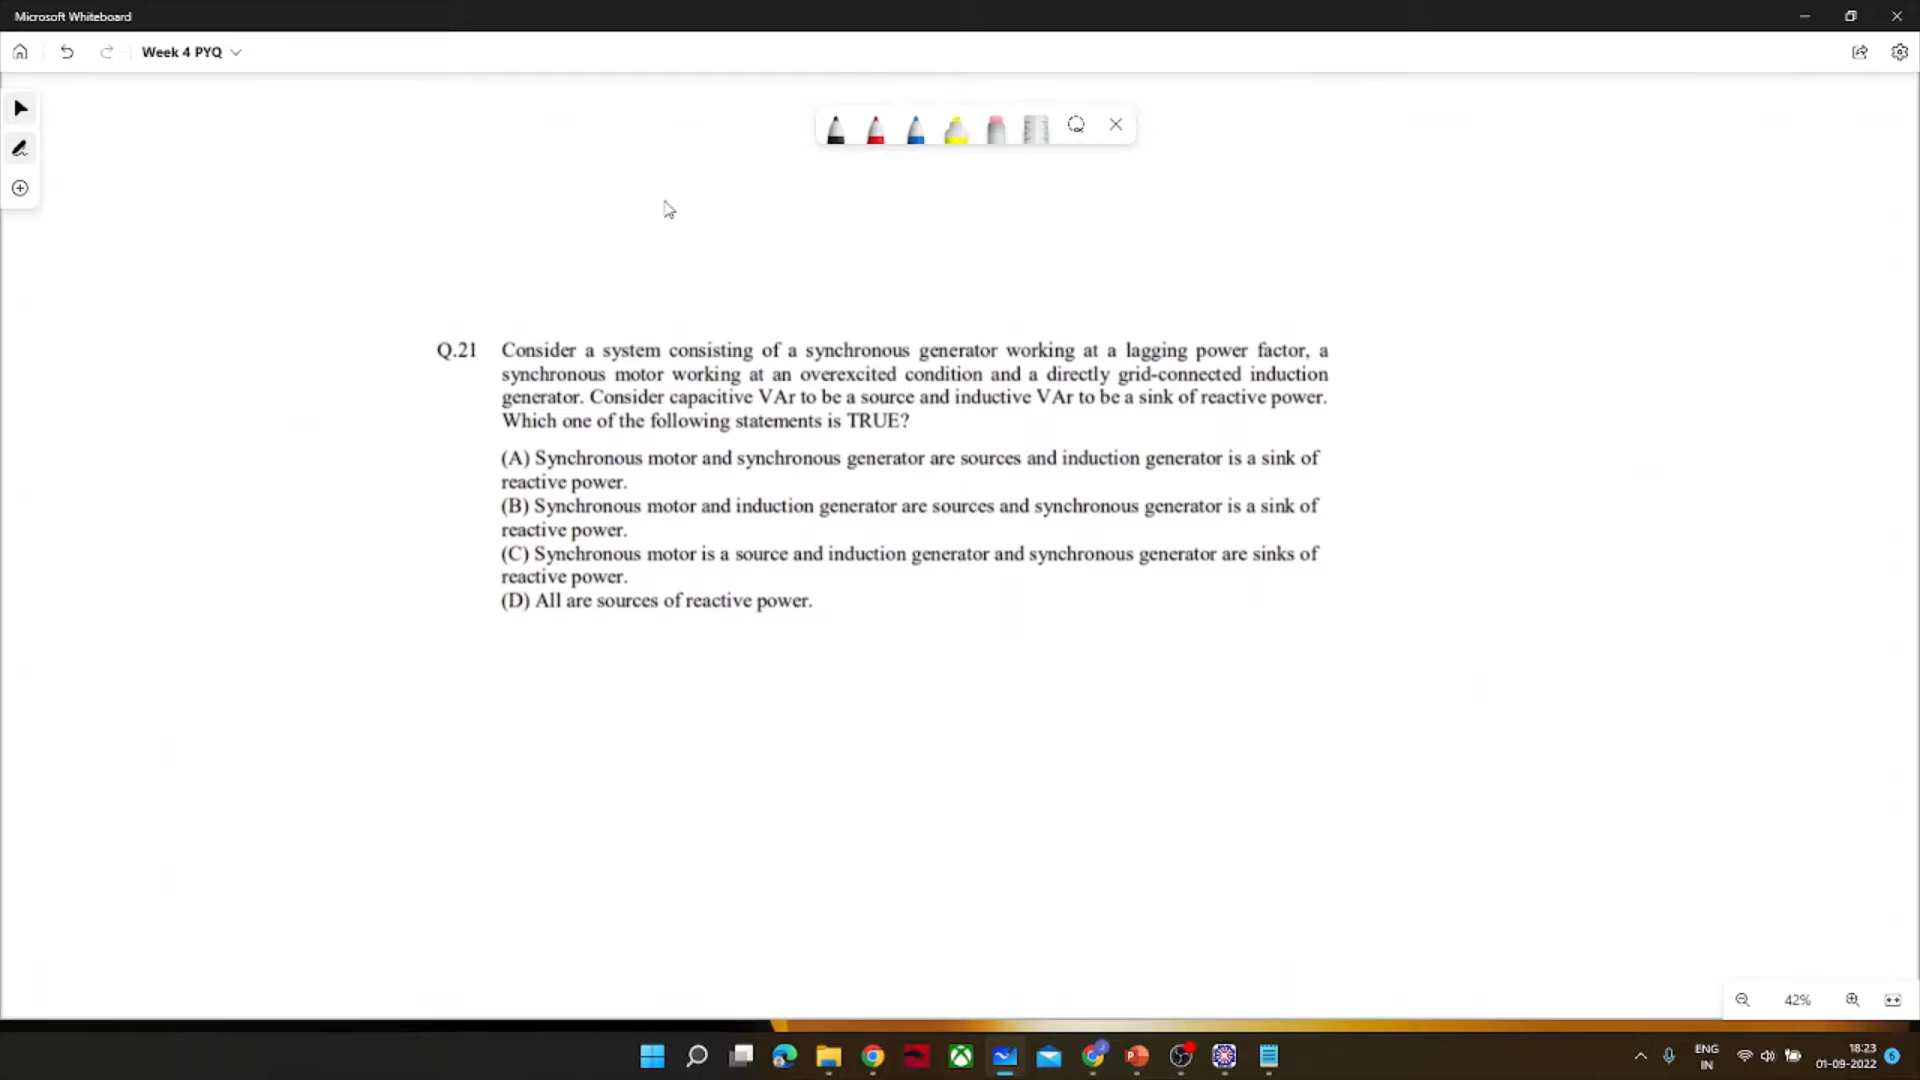 Microsoft Whiteboard
Week 4 PYQ
Q.21 Consider a system consisting of a synchronous generator working at a lagging power factor, a
synchronous motor working at an overexcited condition and a directly grid-connected induction
generator. Consider capacitive VAr to be a source and inductive VAr to be a sink of reactive power.
Which one of the following statements is TRUE?
(A) Synchronous motor and synchronous generator are sources and induction generator is a sink of
reactive power.
(B) Synchronous motor and induction generator are sources and synchronous generator is a sink of
reactive power.
(C) Synchronous motor is a source and induction generator and synchronous generator are sinks of
reactive power.
(D) All are sources of reactive power.
42%
ENG
IN
18:23
01-09-2022
6